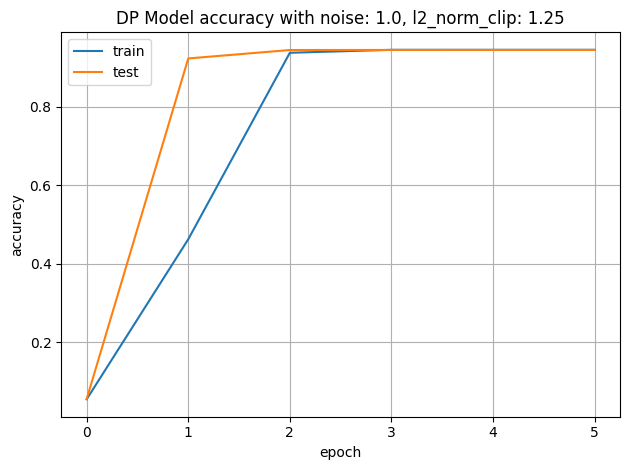 DP Model accuracy with noise: 1.0, l2_norm_clip: 1.25
train
test
0.8
0.6
0.4
0.2
accuracy
0 1 2 3 4 5
epoch